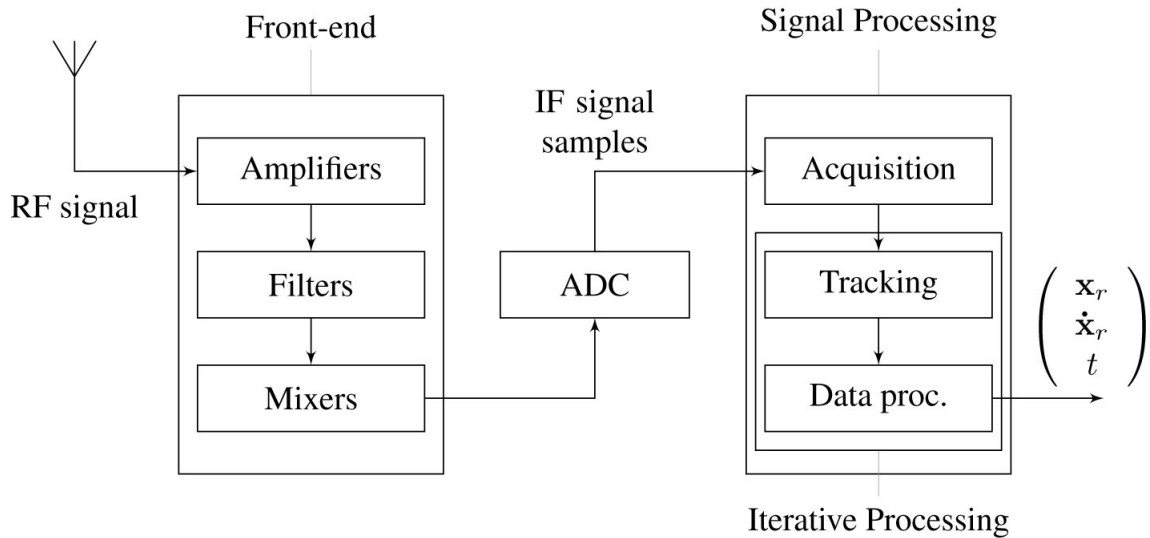 Front-end
Signal Processing
IF signal
samples
Amplifiers
Acquisition
RF signal
Filters
ADC
Tracking
Mixers
Data proc.
x_r
ẋ_r
t
Iterative Processing